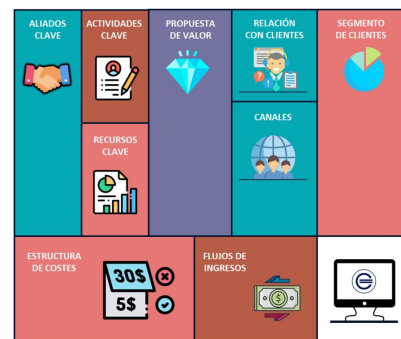 ALIADOS
CLAVE
ACTIVIDADES
CLAVE
PROPUESTA
DE VALOR
RELACIÓN
CON CLIENTES
SEGMENTO
DE CLIENTES
RECURSOS
CLAVE
CANALES
ESTRUCTURA
DE COSTES
30$
5$
FLUJOS DE
INGRESOS